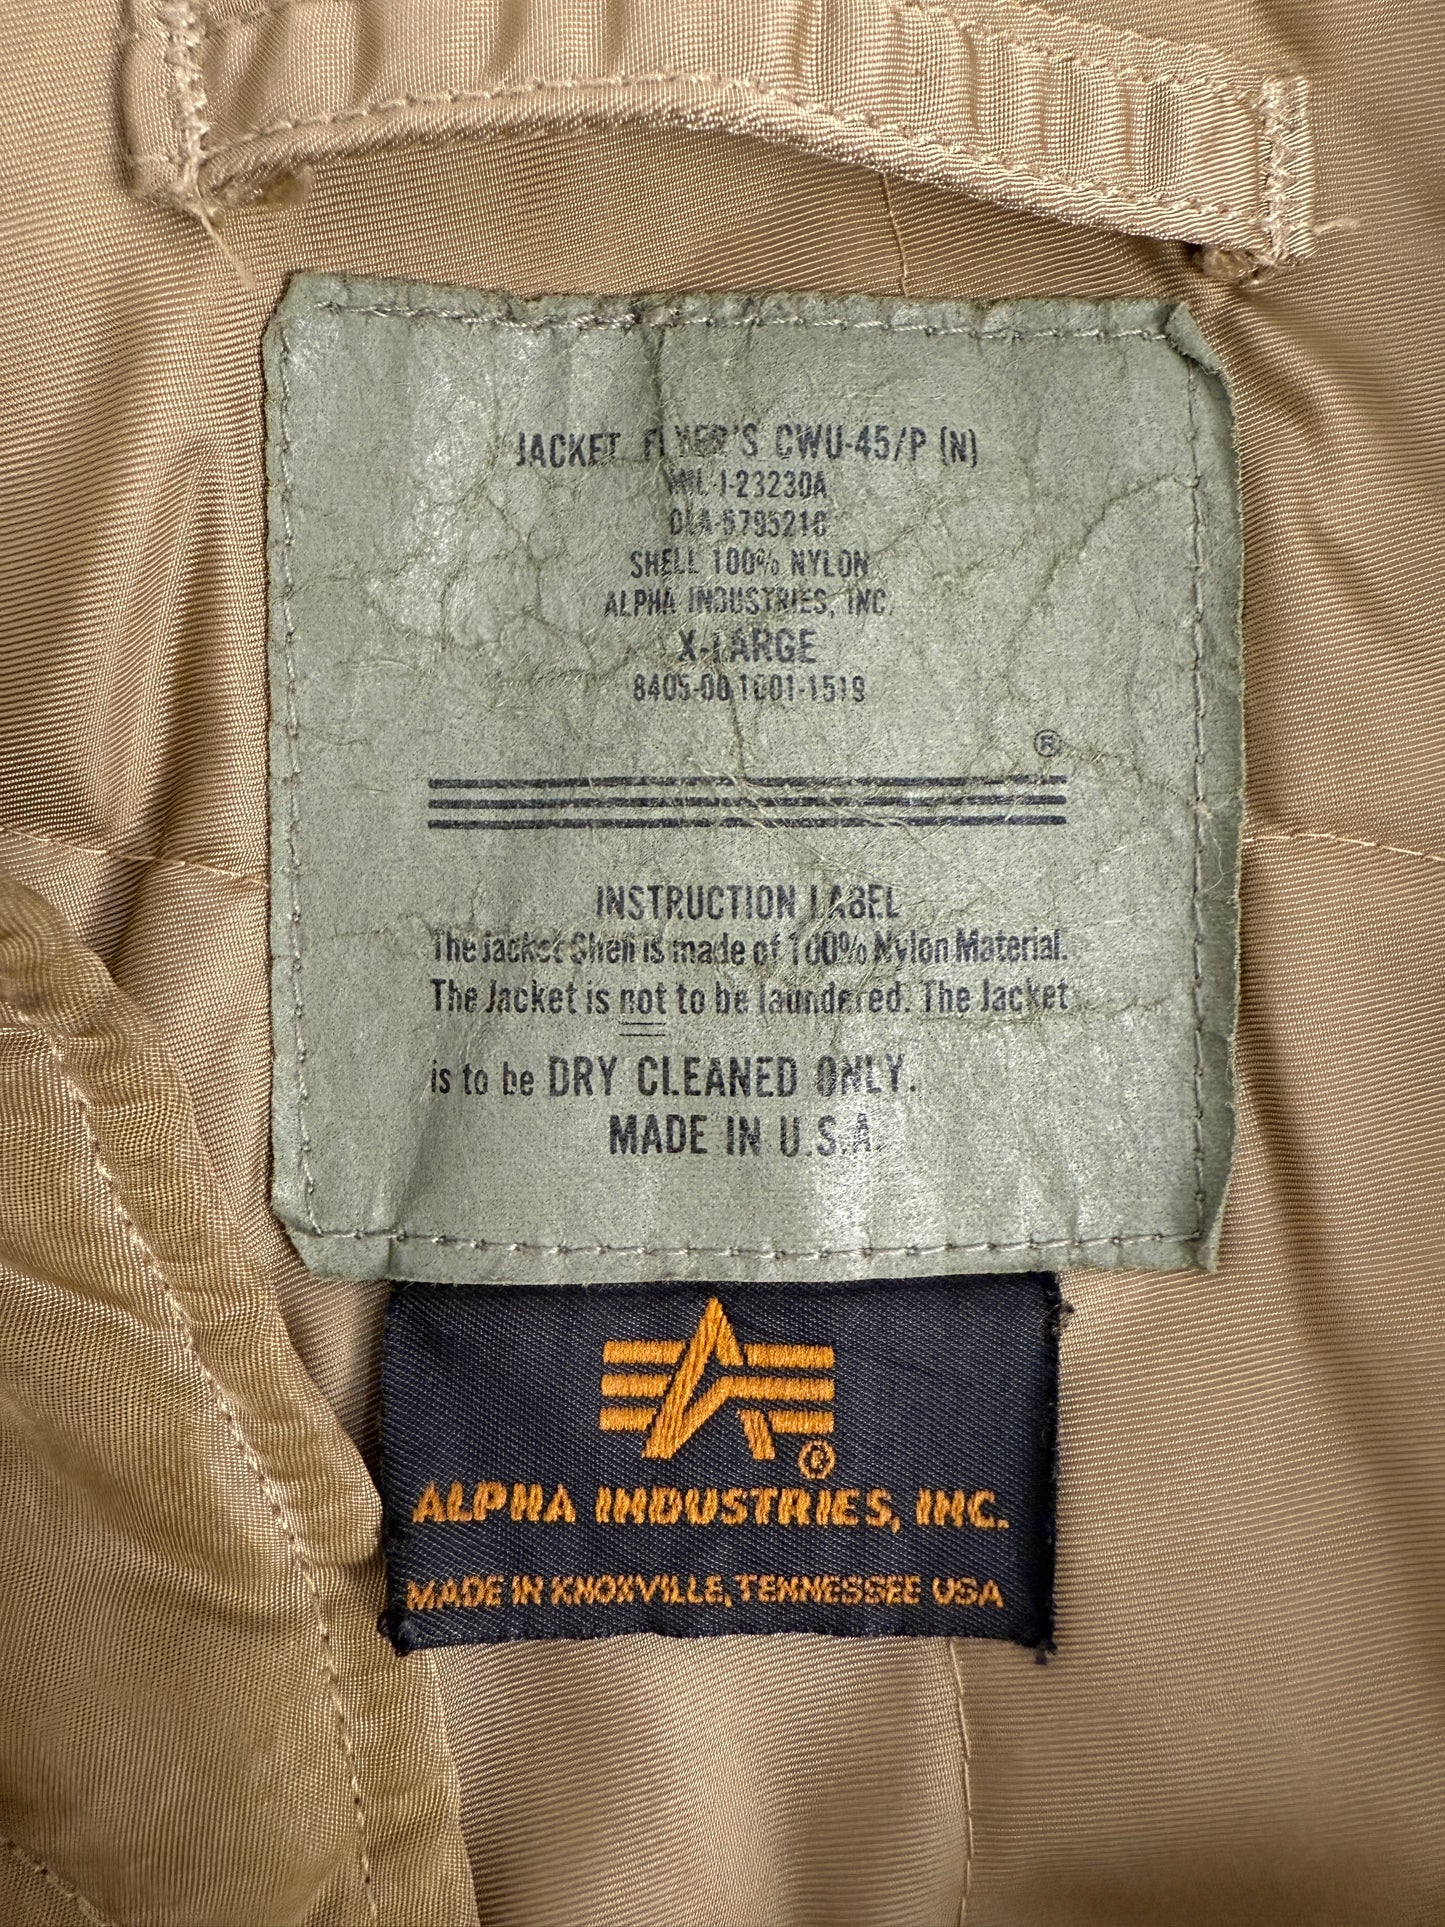 JACKET FLYER'S CWU-45/P (N)
MIL-J-23230A
DLA-5795216
SHELL 100% NYLON
ALPHA INDUSTRIES, INC.
X-LARGE
8405-00 1001-1519
®
INSTRUCTION LABEL
The Jacket Shell is made of 100% Nylon Material.
The Jacket is not to be laundered. The Jacket
is to be DRY CLEANED ONLY.
MADE IN U.S.A.
ALPHA INDUSTRIES, INC.
MADE IN KNOXVILLE, TENNESSEE USA